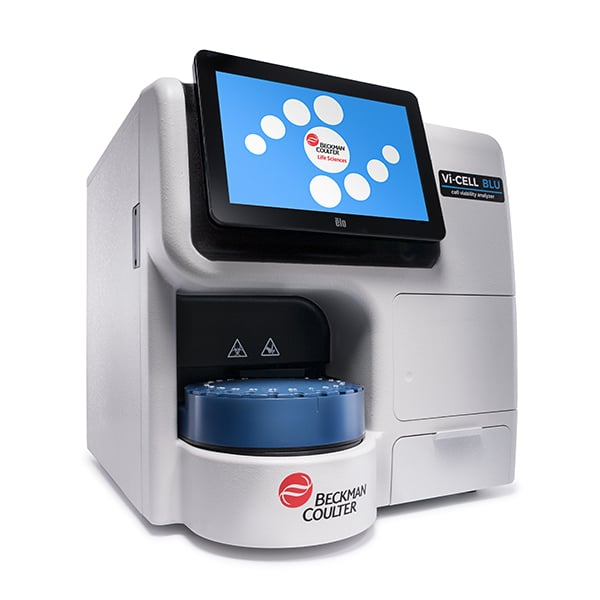 BECKMAN
COULTER
Life Sciences
elo
Vi-CELL BLU
cell viability analyzer
BECKMAN
COULTER